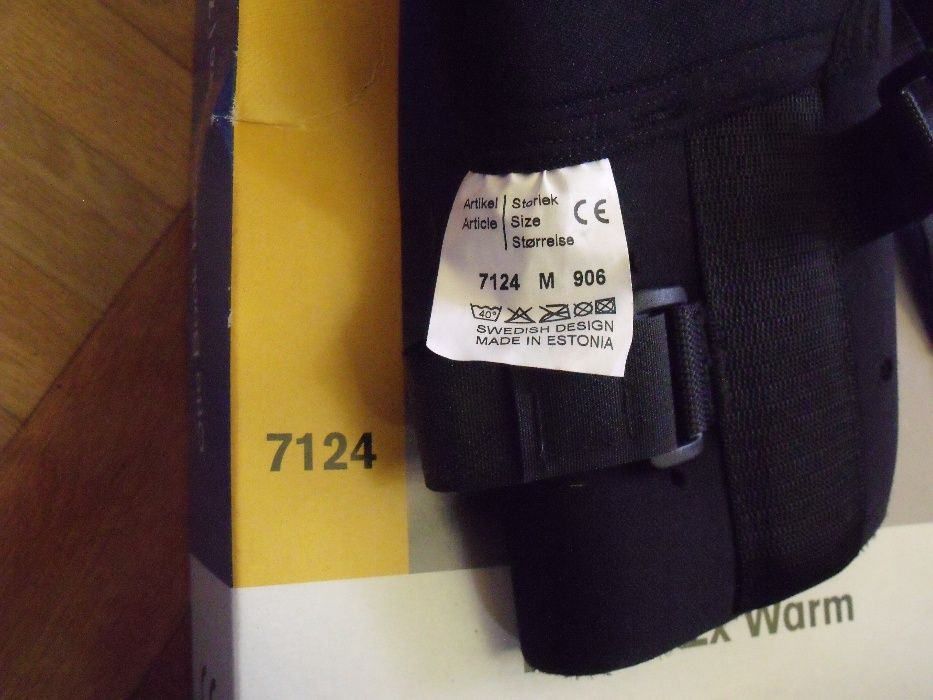 Artikel Storlek CE
Article Size
Størrelse
7124 M 906
40°
SWEDISH DESIGN
MADE IN ESTONIA
7124
Warm